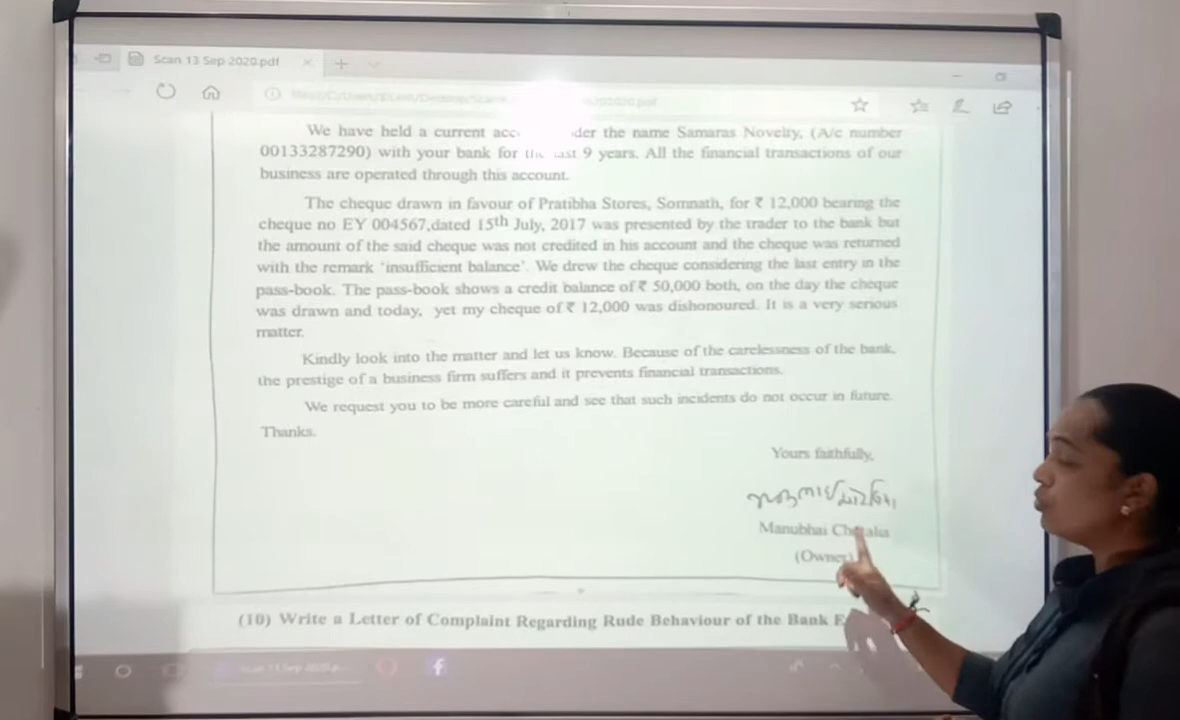 Scan 13 Sep 2020.pdf
We have held a current der the name Samaras Novelty, (A/c number
00133287290) with your bank for 9 years. All the financial transactions of our
business are operated through this account.
The cheque drawn in favour of Pratibha Stores, Somnath, for ₹ 12,000 bearing the
cheque no EY 004567,dated 15th July, 2017 was presented by the trader to the bank but
the amount of the said cheque was not credited in his account and the cheque was returned
with the remark 'insufficient balance'. We drew the cheque considering the last entry in the
pass-book. The pass-book shows a credit balance of ₹ 50,000 both, on the day the cheque
was drawn and today, yet my cheque of ₹ 12,000 was dishonoured. It is a very serious
matter.
Kindly look into the matter and let us know. Because of the carelessness of the bank,
the prestige of a business firm suffers and it prevents financial transactions.
We request you to be more careful and see that such incidents do not occur in future.
Thanks.
Yours faithfully,
Manubhai
(Owner)
(10) Write a Letter of Complaint Regarding Rude Behaviour of the Bank E